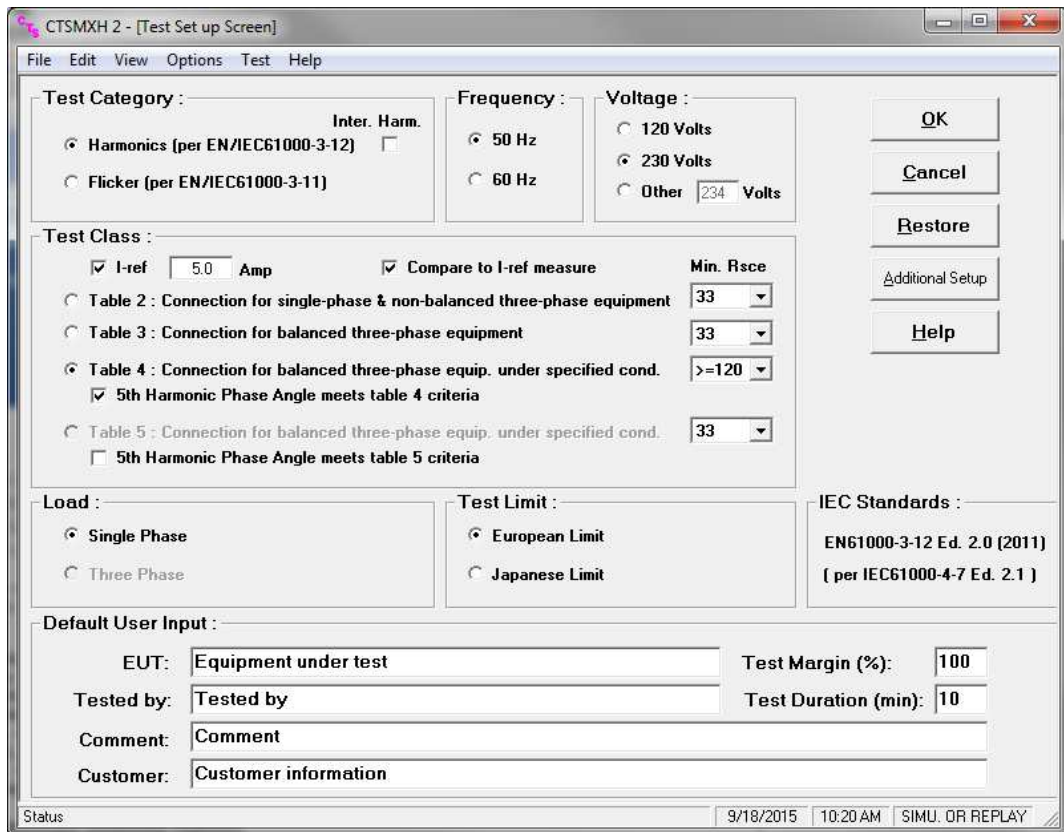 CTS CTSMXH 2 - [Test Set up Screen]
File Edit View Options Test Help
Test Category :
Inter. Harm.
Harmonics (per EN/IEC61000-3-12)
Flicker (per EN/IEC61000-3-11)
Frequency :
50 Hz
60 Hz
Voltage :
120 Volts
230 Volts
Other 234 Volts
OK
Cancel
Restore
Additional Setup
Help
Test Class :
I-ref 5.0 Amp Compare to I-ref measure Min. Rsce
Table 2 : Connection for single-phase & non-balanced three-phase equipment 33
Table 3 : Connection for balanced three-phase equipment 33
Table 4 : Connection for balanced three-phase equip. under specified cond. >=120
5th Harmonic Phase Angle meets table 4 criteria
Table 5 : Connection for balanced three-phase equip. under specified cond. 33
5th Harmonic Phase Angle meets table 5 criteria
Load :
Single Phase
Three Phase
Test Limit :
European Limit
Japanese Limit
IEC Standards :
EN61000-3-12 Ed. 2.0 (2011)
( per IEC61000-4-7 Ed. 2.1 )
Default User Input :
EUT: Equipment under test Test Margin (%): 100
Tested by: Tested by Test Duration (min): 10
Comment: Comment
Customer: Customer information
Status 9/18/2015 10:20 AM SIMU. OR REPLAY